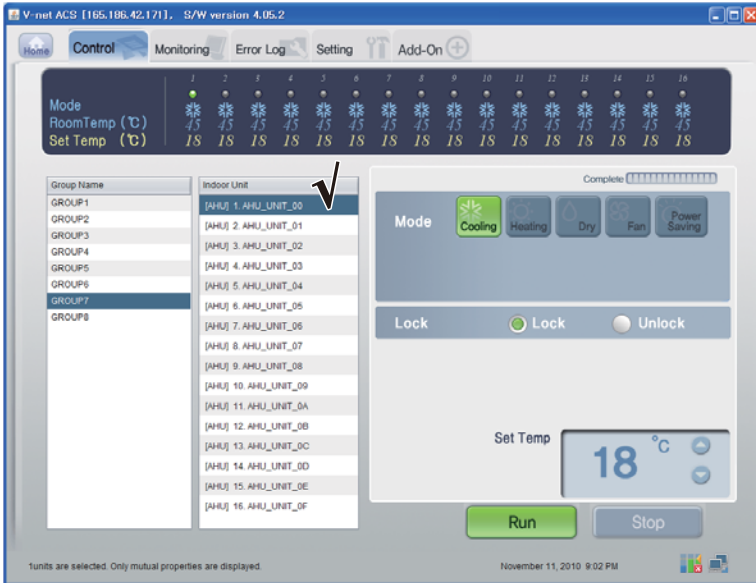 V-net ACS [165.186.42.171], S/W version 4.05.2
Home Control Monitoring Error Log Setting Add-On
1 2 3 4 5 6 7 8 9 10 11 12 13 14 15 16
Mode
RoomTemp (℃) 45 45 45 45 45 45 45 45 45 45 45 45 45 45 45 45
Set Temp (℃) 18 18 18 18 18 18 18 18 18 18 18 18 18 18 18 18
Group Name
GROUP1
GROUP2
GROUP3
GROUP4
GROUP5
GROUP6
GROUP7
GROUP8
Indoor Unit
[AHU] 1. AHU_UNIT_00
[AHU] 2. AHU_UNIT_01
[AHU] 3. AHU_UNIT_02
[AHU] 4. AHU_UNIT_03
[AHU] 5. AHU_UNIT_04
[AHU] 6. AHU_UNIT_05
[AHU] 7. AHU_UNIT_06
[AHU] 8. AHU_UNIT_07
[AHU] 9. AHU_UNIT_08
[AHU] 10. AHU_UNIT_09
[AHU] 11. AHU_UNIT_0A
[AHU] 12. AHU_UNIT_0B
[AHU] 13. AHU_UNIT_0C
[AHU] 14. AHU_UNIT_0D
[AHU] 15. AHU_UNIT_0E
[AHU] 16. AHU_UNIT_0F
Complete
Mode Cooling Heating Dry Fan Power Saving
Lock Lock Unlock
Set Temp 18 °C
Run Stop
1units are selected. Only mutual properties are displayed. November 11, 2010 9:02 PM